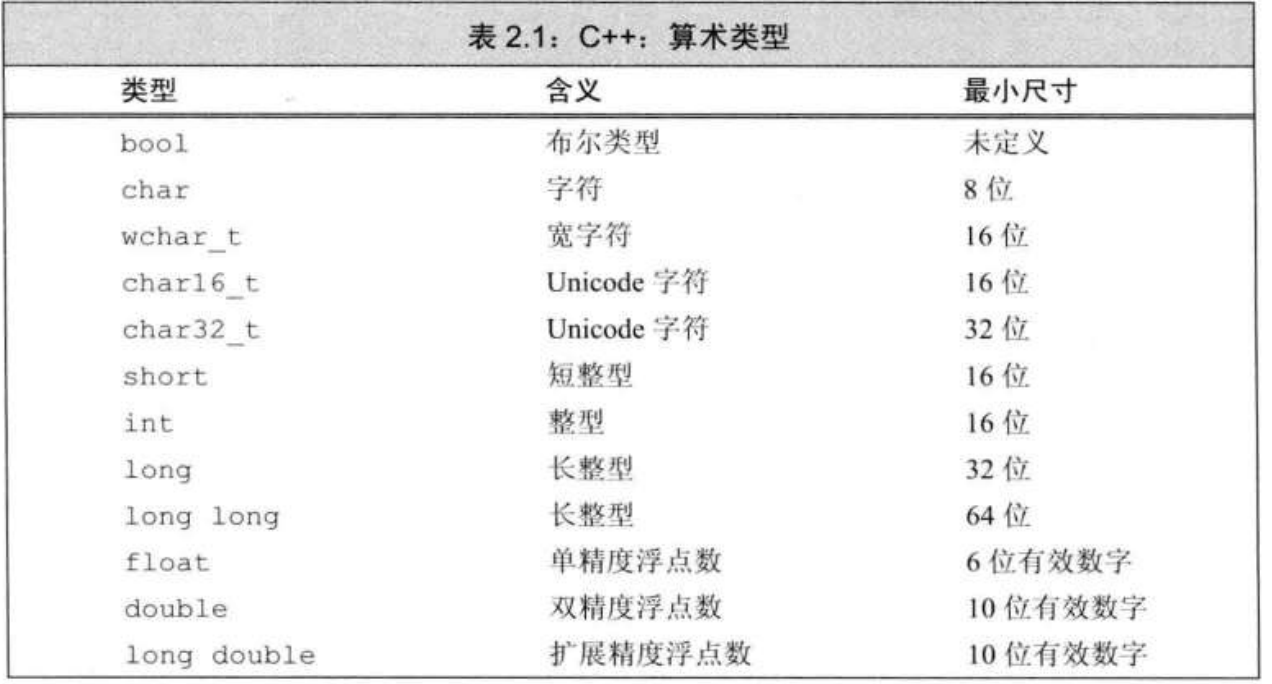 表 2.1：C++：算术类型
类型 含义 最小尺寸
bool 布尔类型 未定义
char 字符 8 位
wchar_t 宽字符 16 位
char16_t Unicode 字符 16 位
char32_t Unicode 字符 32 位
short 短整型 16 位
int 整型 16 位
long 长整型 32 位
long long 长整型 64 位
float 单精度浮点数 6 位有效数字
double 双精度浮点数 10 位有效数字
long double 扩展精度浮点数 10 位有效数字